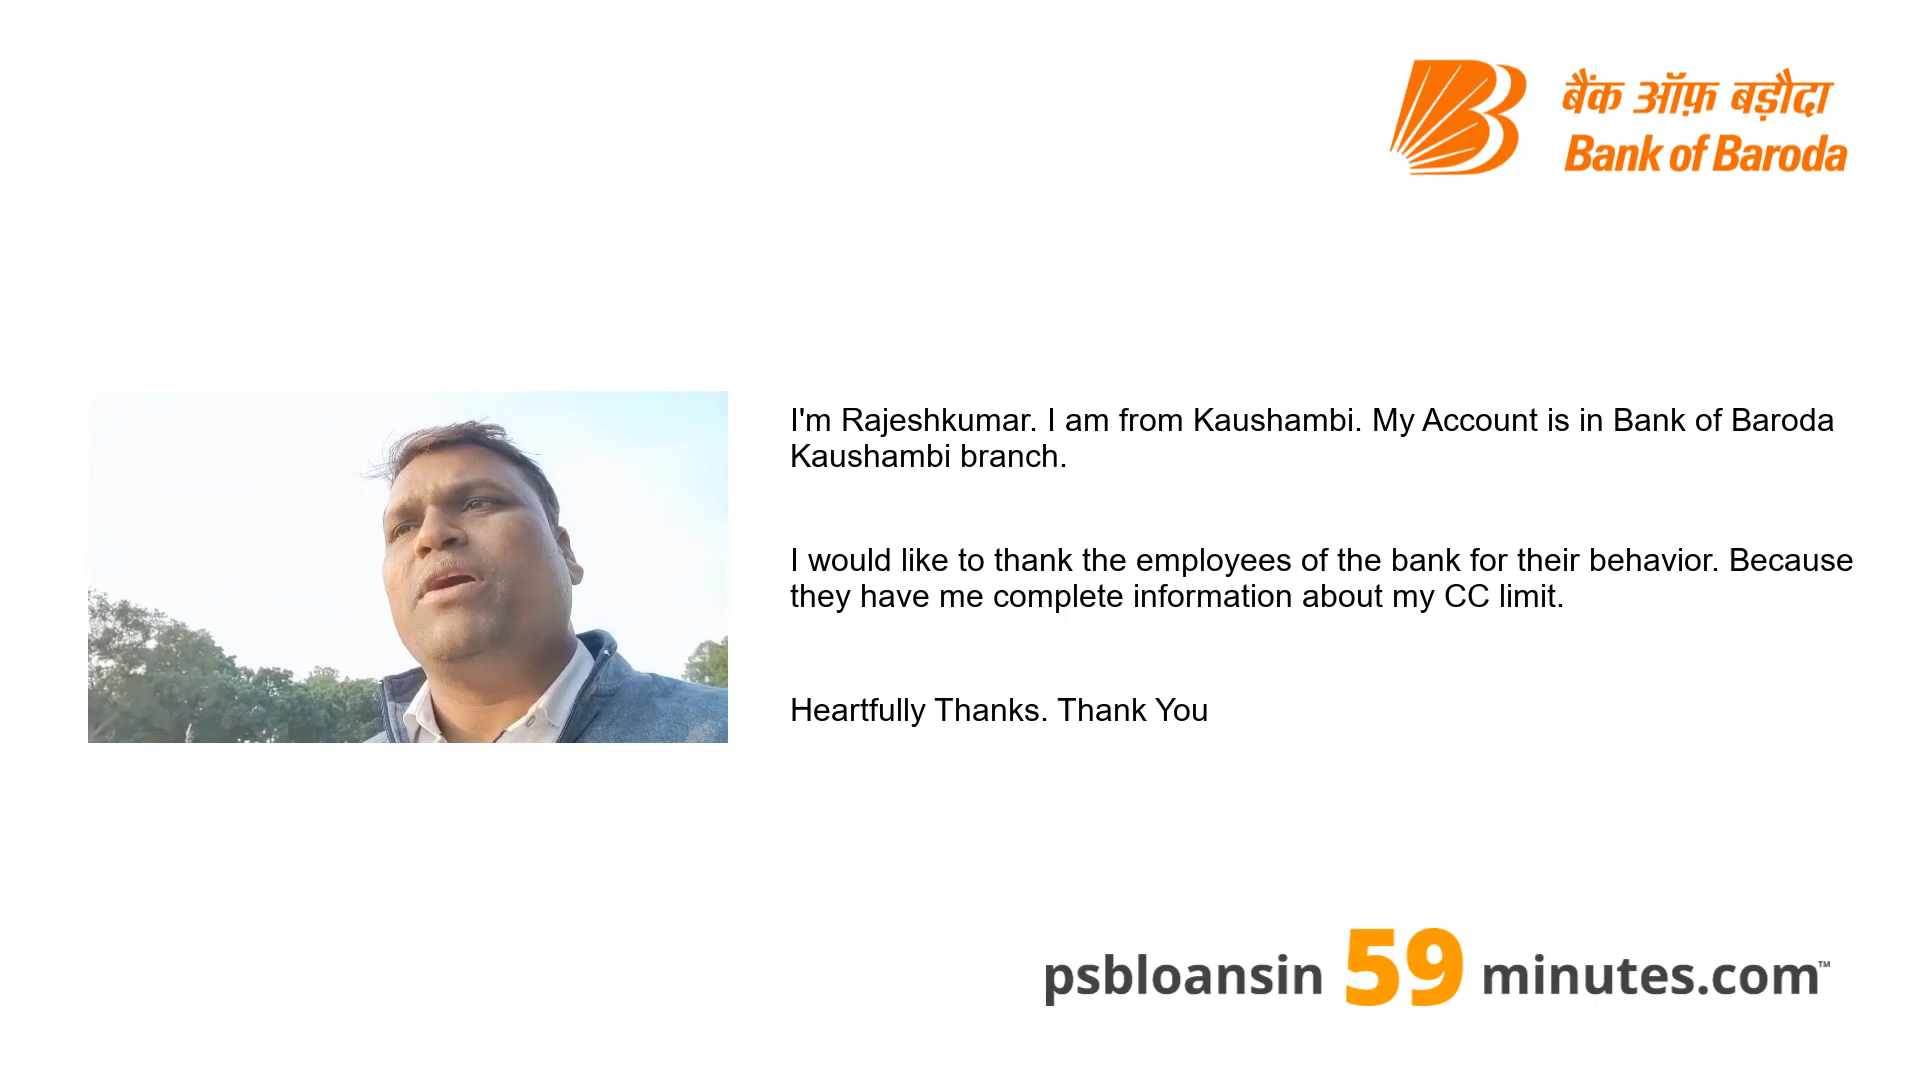 बैंक ऑफ़ बड़ौदा
Bank of Baroda
I'm Rajeshkumar. I am from Kaushambi. My Account is in Bank of Baroda
Kaushambi branch.
I would like to thank the employees of the bank for their behavior. Because
they have me complete information about my CC limit.
Heartfully Thanks. Thank You
psbloansin 59 minutes.com™